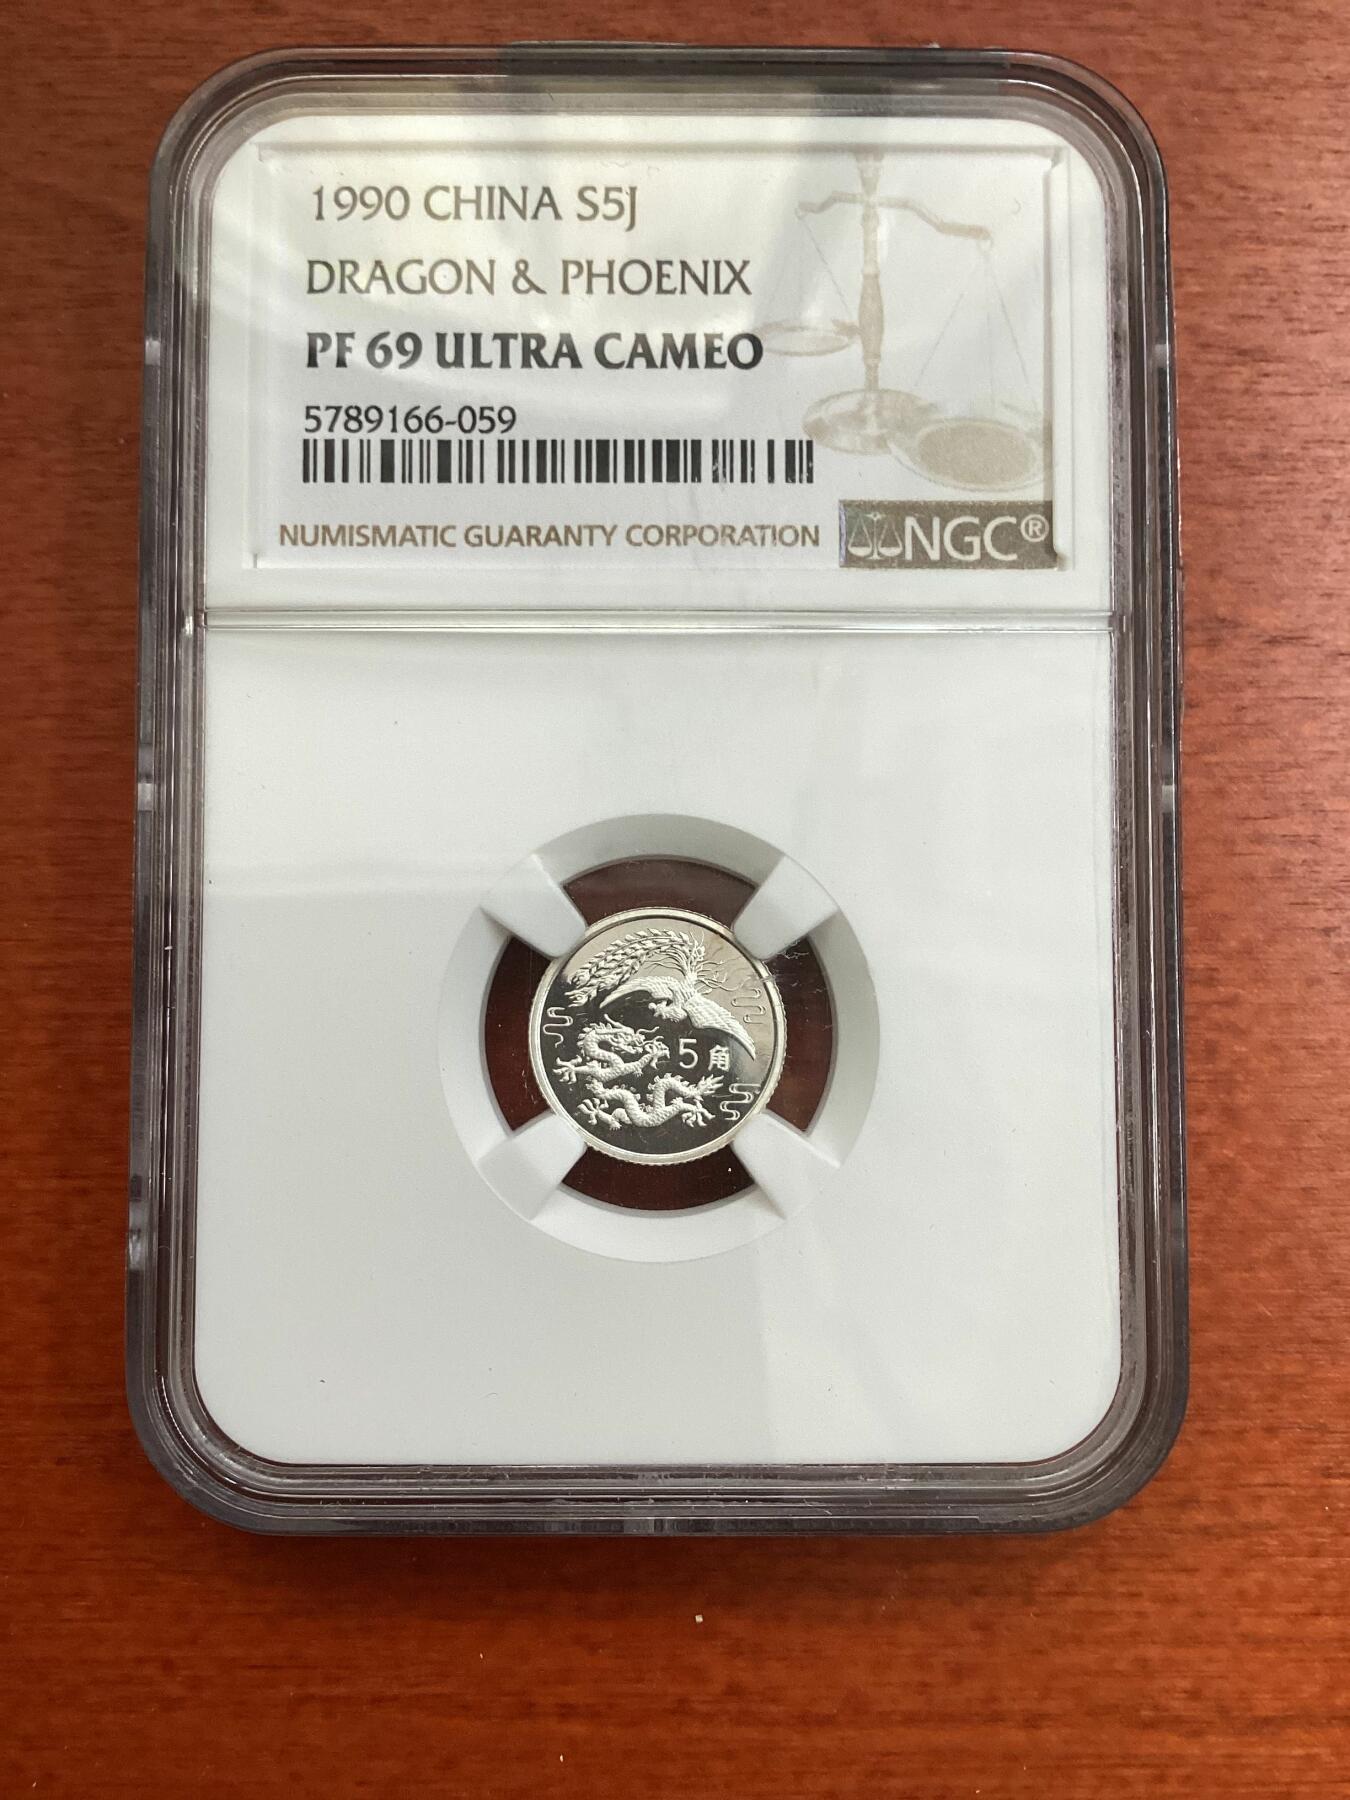 1990 CHINA S5J
DRAGON & PHOENIX
PF 69 ULTRA CAMEO
5789166-059
NUMISMATIC GUARANTY CORPORATION NGC®
5角